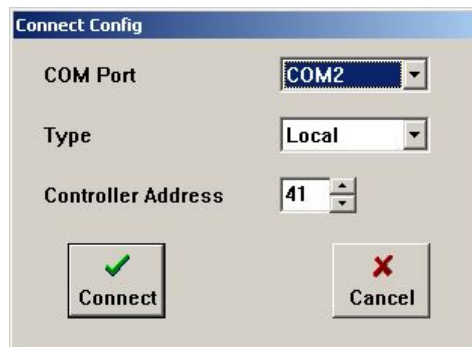 Connect Config
COM Port COM2
Type Local
Controller Address 41
Connect Cancel